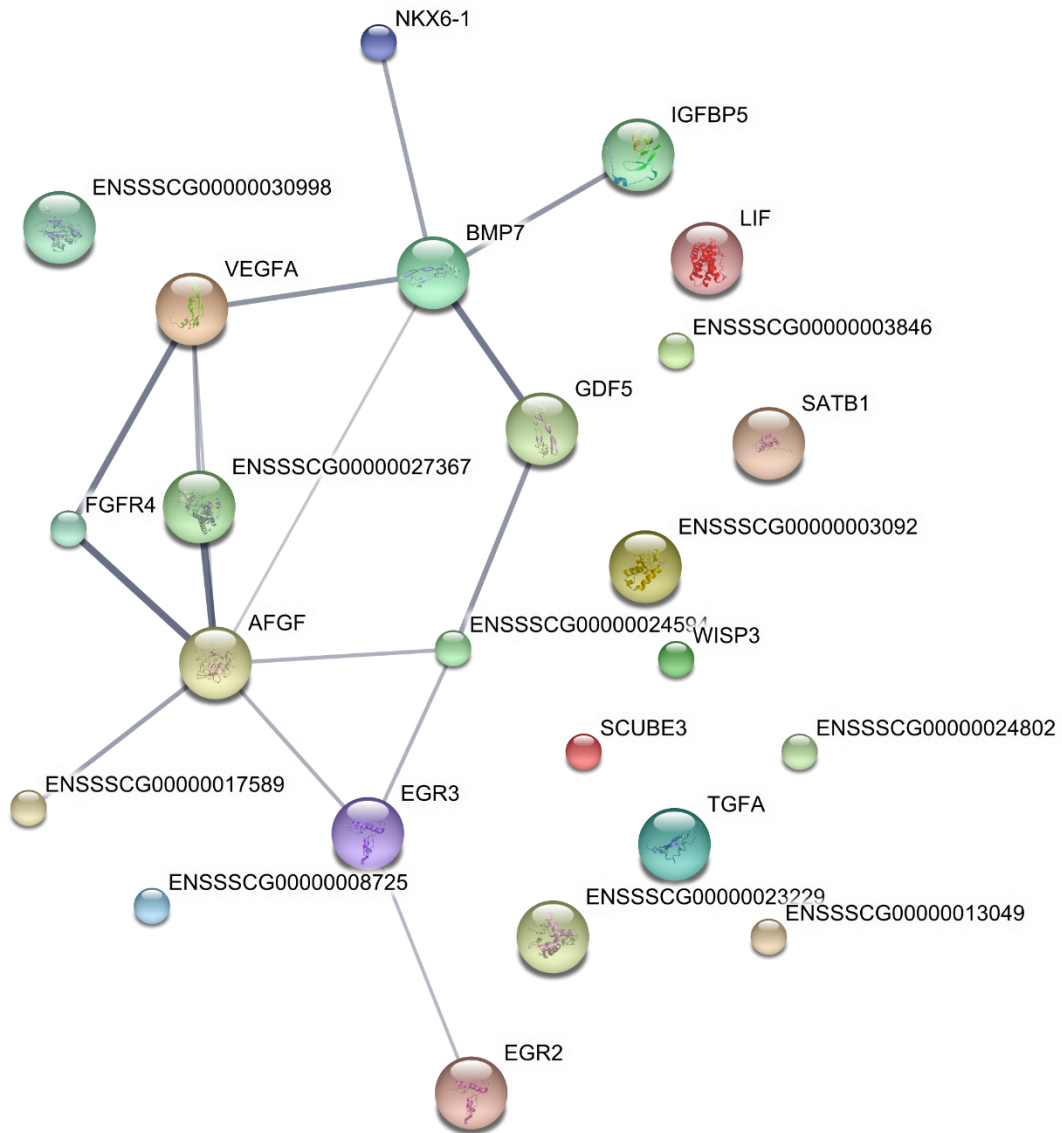 NKX6-1
IGFBP5
ENSSSCG00000030998
LIF
BMP7
VEGFA
ENSSSCG00000003846
GDF5
SATB1
ENSSSCG00000027367
FGFR4
ENSSSCG00000003092
AFGF
ENSSSCG00000024594
WISP3
SCUBE3
ENSSSCG00000024802
ENSSSCG00000017589
EGR3
TGFA
ENSSSCG00000008725
ENSSSCG00000023229
ENSSSCG00000013049
EGR2